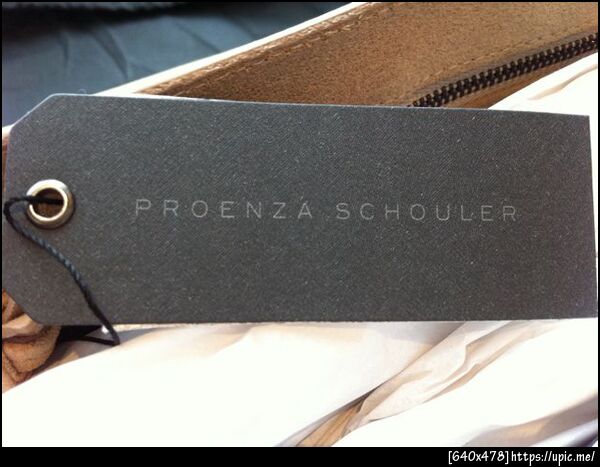 PROENZA SCHOULER
[640x478]https://upic.me/